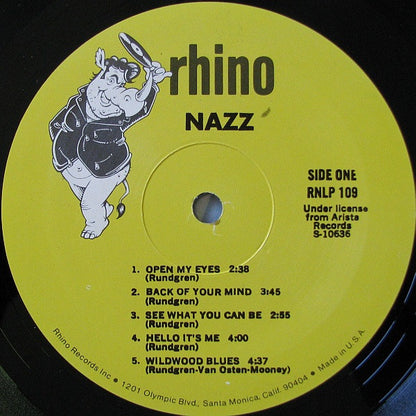 rhino
NAZZ
SIDE ONE
RNLP 109
Under license
from Arista
Records
S-10636
1. OPEN MY EYES 2:38
(Rundgren)
2. BACK OF YOUR MIND 3:45
(Rundgren)
3. SEE WHAT YOU CAN BE 2:55
(Rundgren)
4. HELLO IT'S ME 4:00
(Rundgren)
5. WILDWOOD BLUES 4:37
(Rundgren-Van Osten-Mooney)
Rhino Records Inc • 1201 Olympic Blvd., Santa Monica, Calif. 90404 • Made in U.S.A.